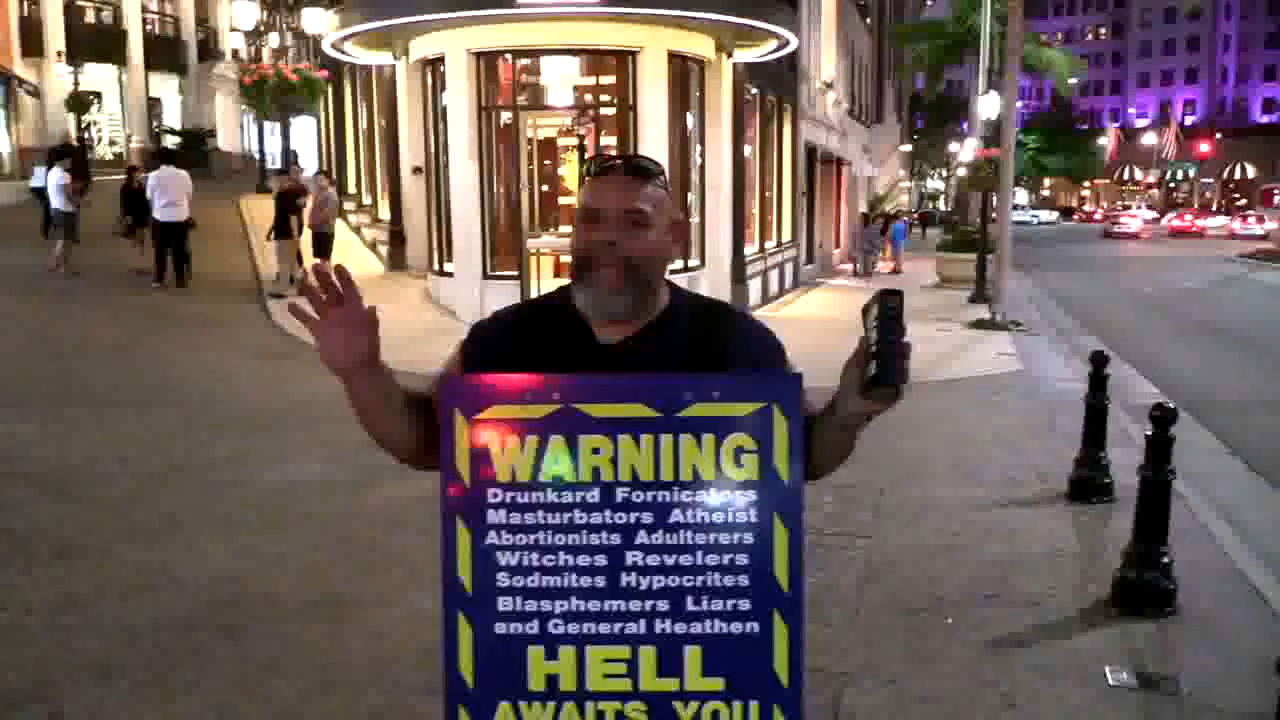 WARNING
Drunkard Fornicators
Masturbators Atheist
Abortionists Adulterers
Witches Revelers
Sodmites Hypocrites
Blasphemers Liars
and General Heathen
HELL
AWAITS YOU